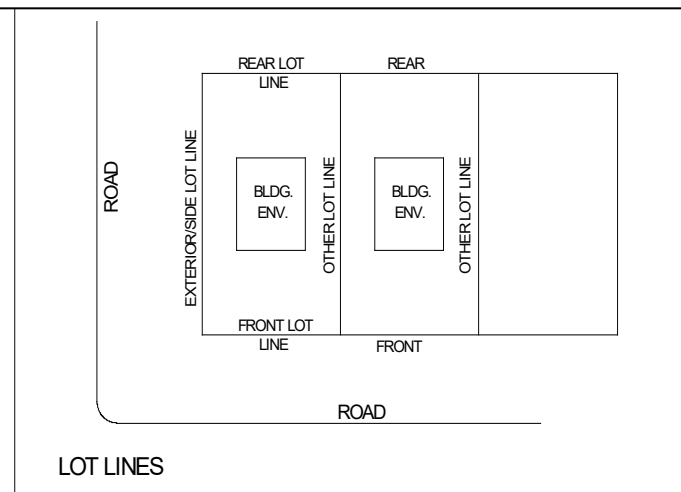 REAR LOT
LINE
REAR
ROAD
EXTERIOR/SIDE LOT LINE
BLDG.
ENV.
OTHER LOT LINE
BLDG.
ENV.
OTHER LOT LINE
FRONT LOT
LINE
FRONT
ROAD
LOT LINES